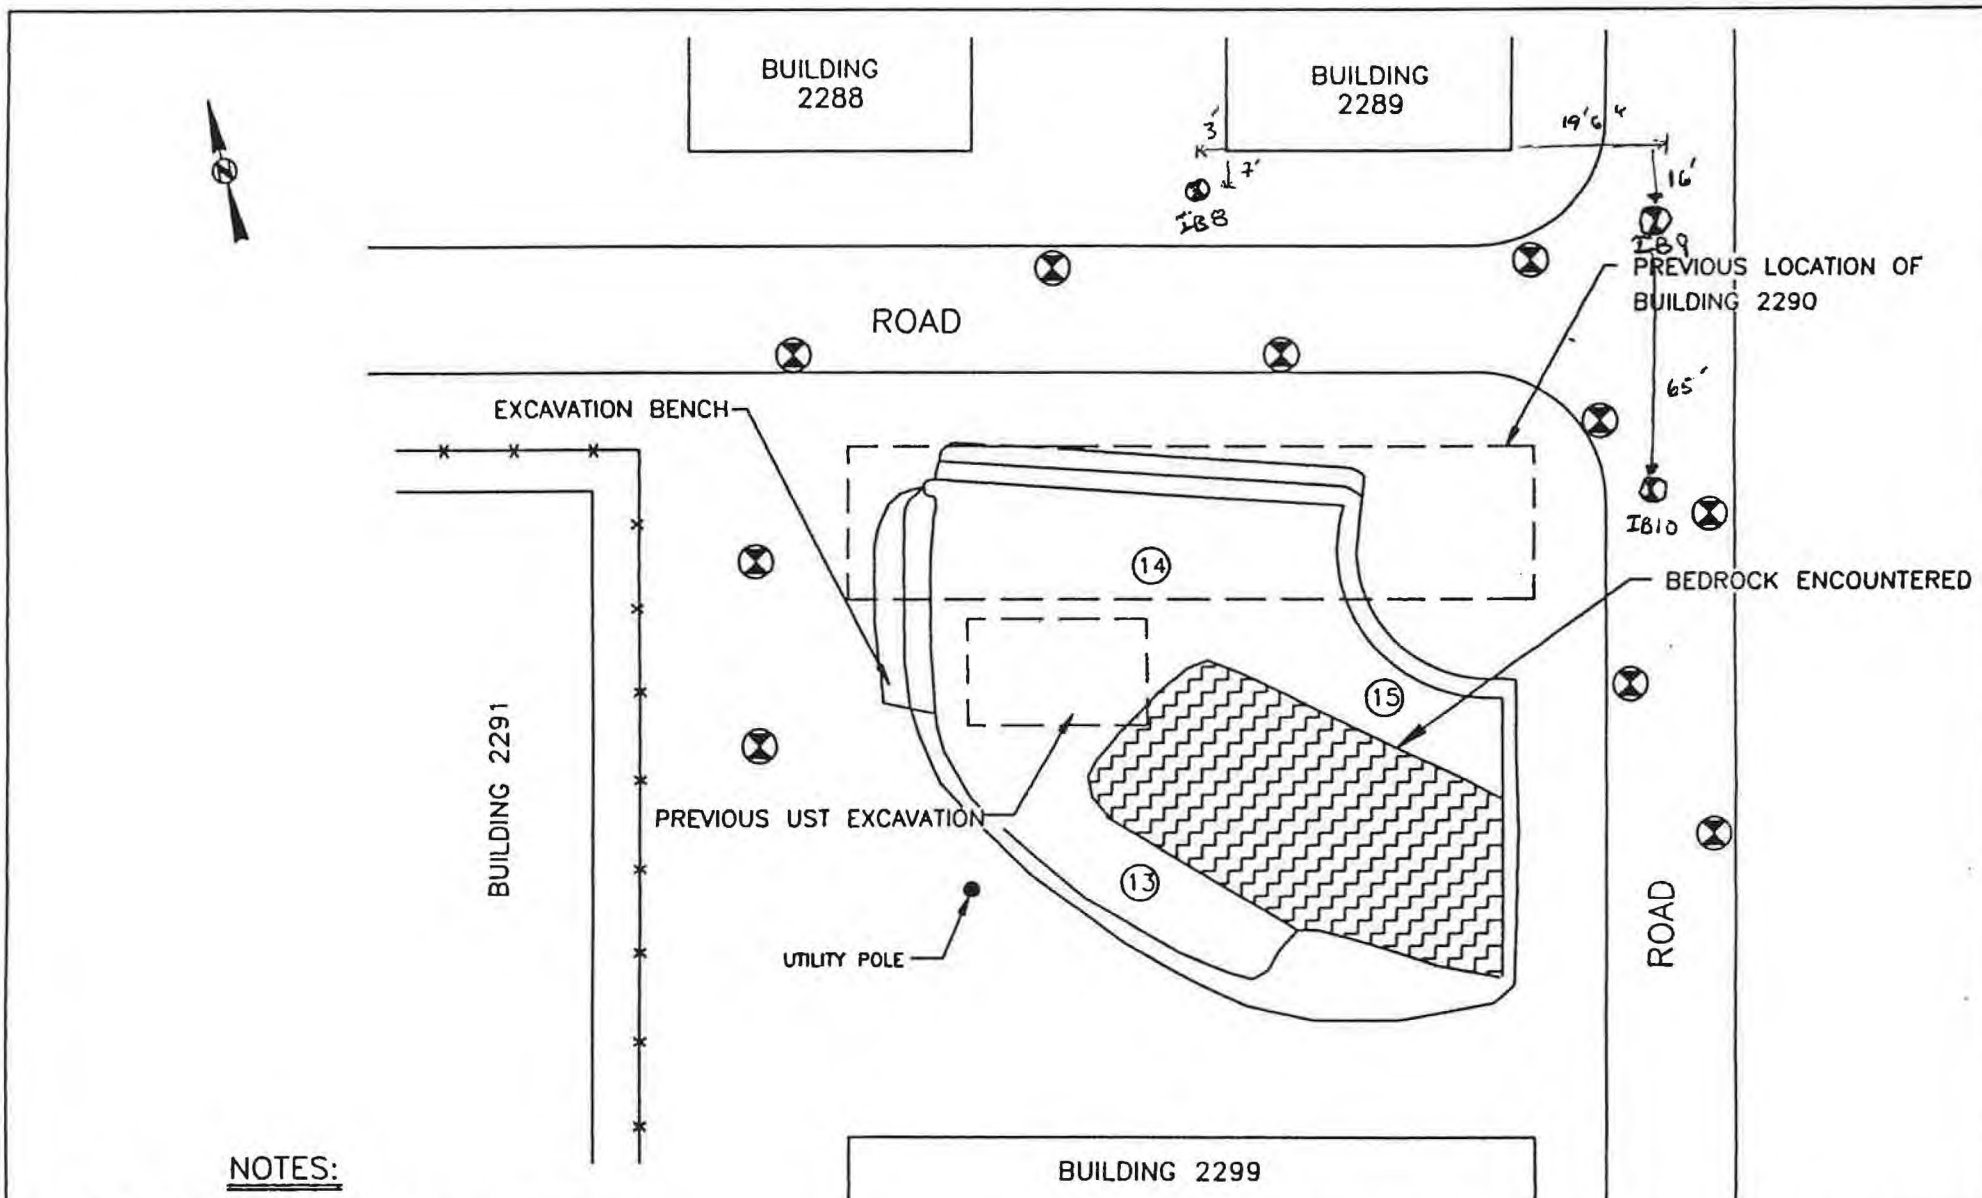 BUILDING
2288
BUILDING
2289
3'
7'
19'6"
16'
IB8
IB9
N
PREVIOUS LOCATION OF
BUILDING 2290
ROAD
65'
EXCAVATION BENCH
IB10
14
BEDROCK ENCOUNTERED
15
BUILDING 2291
PREVIOUS UST EXCAVATION
13
UTILITY POLE
ROAD
NOTES:
BUILDING 2299